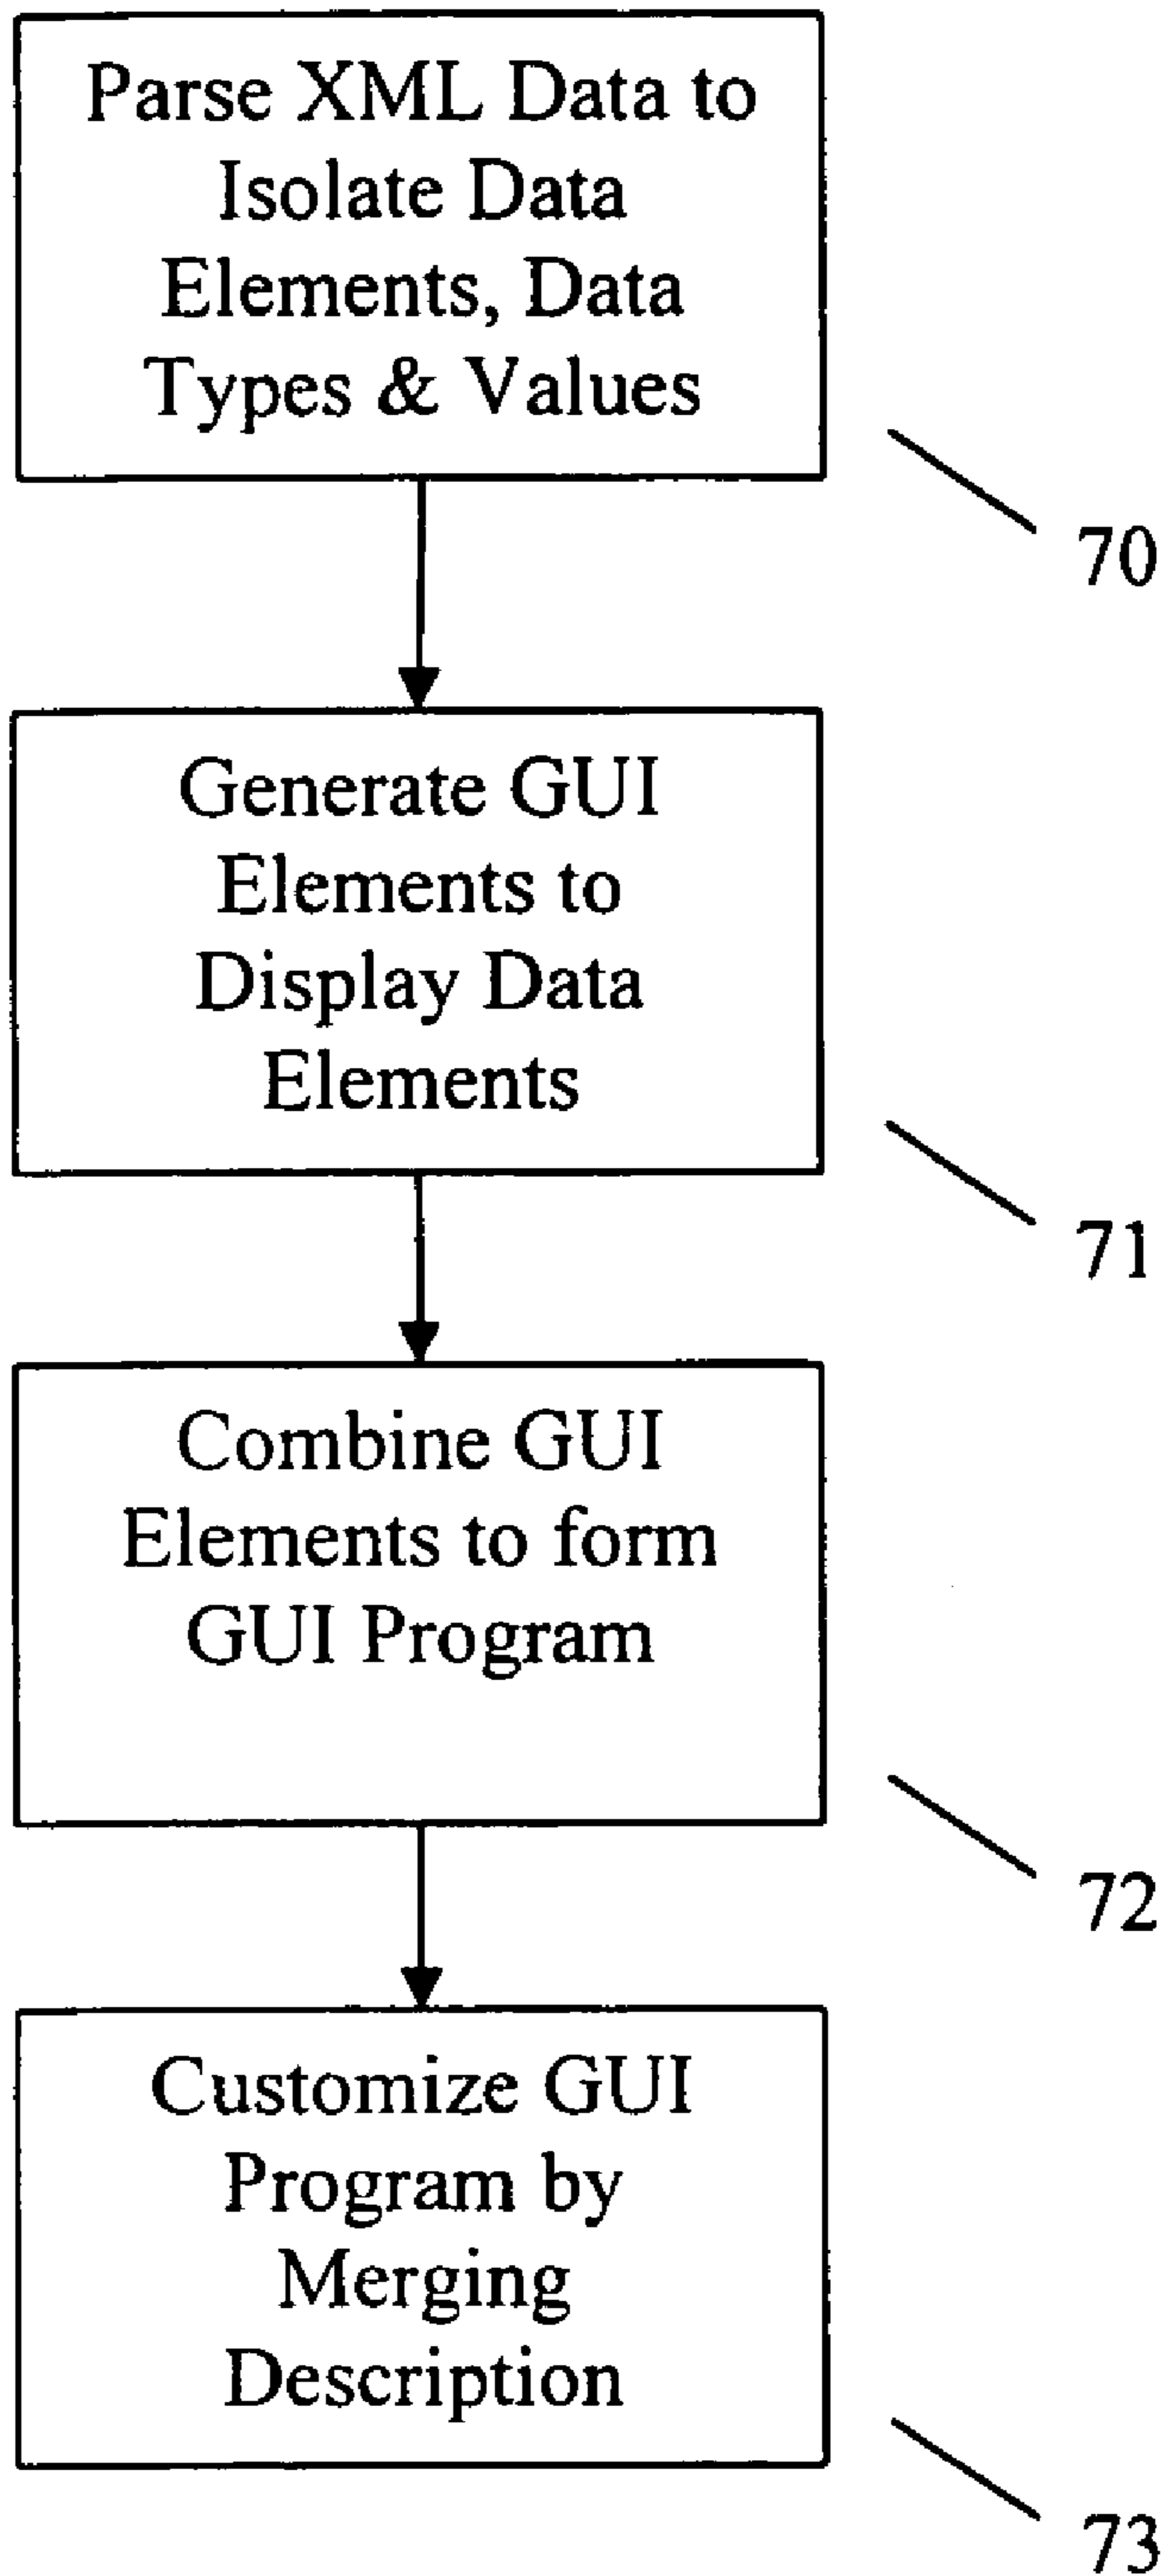 Parse XML Data to
Isolate Data
Elements, Data
Types & Values
70
Generate GUI
Elements to
Display Data
Elements
71
Combine GUI
Elements to form
GUI Program
72
Customize GUI
Program by
Merging
Description
73